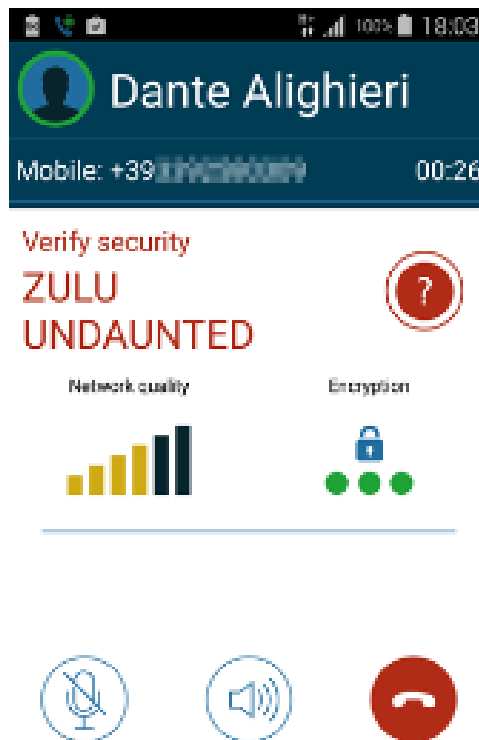 100% 18:03
Dante Alighieri
Mobile: +39 00:26
Verify security
ZULU
UNDAUNTED
?
Network quality Encryption